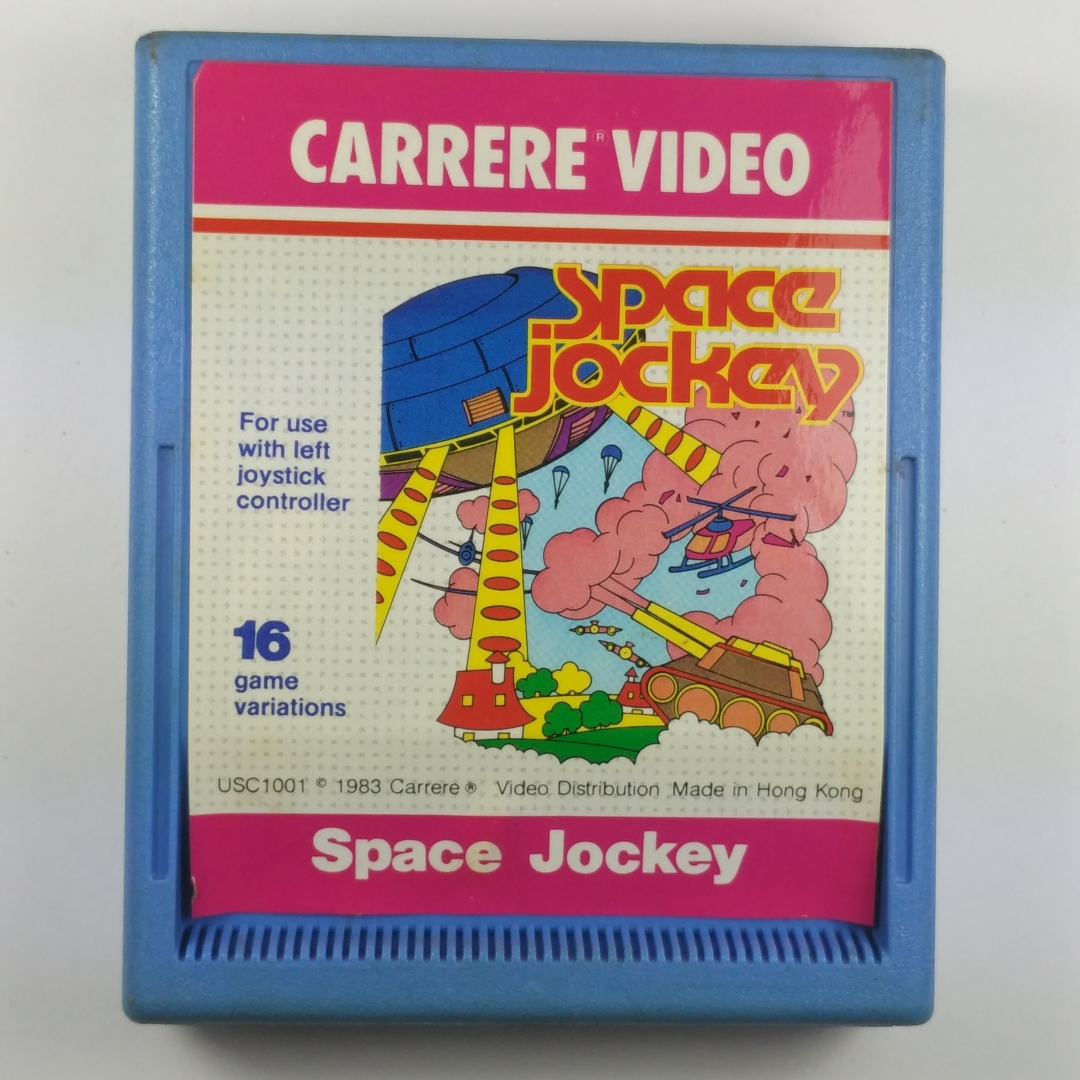 CARRERE® VIDEO
space
jockey™
For use
with left
joystick
controller
16
game
variations
USC1001 © 1983 Carrere® Video Distribution Made in Hong Kong
Space Jockey